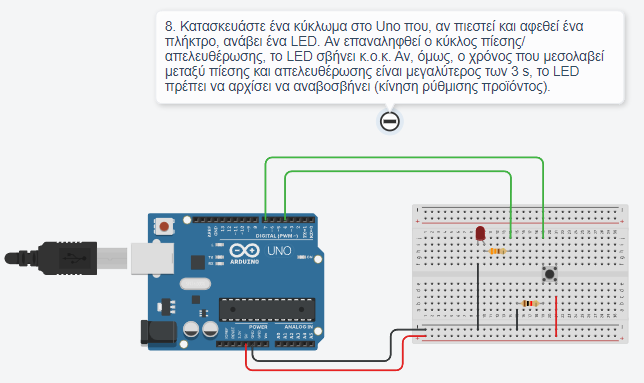 8. Κατασκευάστε ένα κύκλωμα στο Uno που, αν πιεστεί και αφεθεί ένα
πλήκτρο, ανάβει ένα LED. Αν επαναληφθεί ο κύκλος πίεσης/
απελευθέρωσης, το LED σβήνει κ.ο.κ. Αν, όμως, ο χρόνος που μεσολαβεί
μεταξύ πίεσης και απελευθέρωσης είναι μεγαλύτερος των 3 s, το LED
πρέπει να αρχίσει να αναβοσβήνει (κίνηση ρύθμισης προϊόντος).
DIGITAL (PWM~)
UNO
ARDUINO
ON
POWER
ANALOG IN